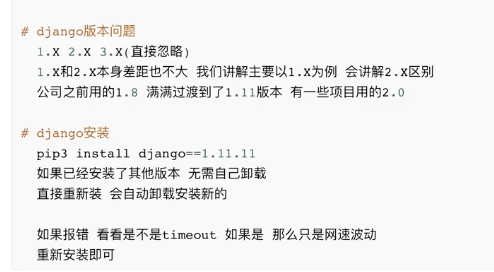 # django版本问题
1.X 2.X 3.X(直接忽略)
1.X和2.X本身差距也不大 我们讲解主要以1.X为例 会讲解2.X区别
公司之前用的1.8 满满过渡到了1.11版本 有一些项目用的2.0
# django安装
pip3 install django==1.11.11
如果已经安装了其他版本 无需自己卸载
直接重新装 会自动卸载安装新的
如果报错 看看是不是timeout 如果是 那么只是网速波动
重新安装即可